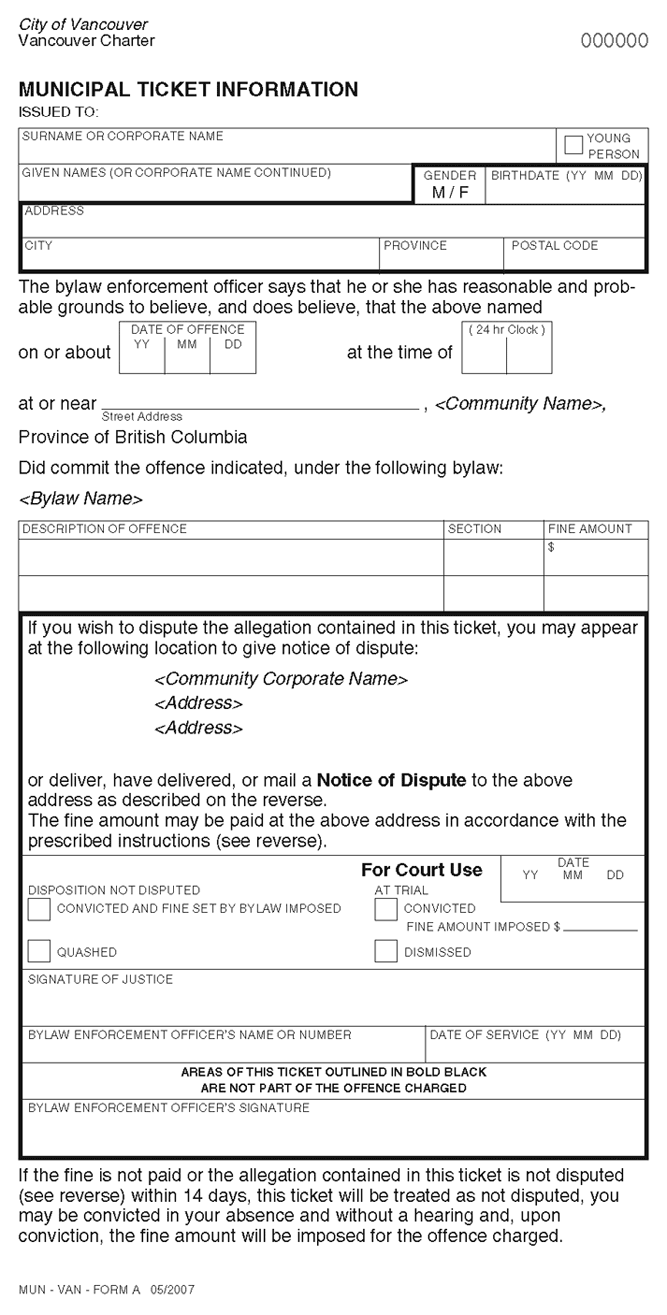 City of Vancouver
Vancouver Charter
000000
MUNICIPAL TICKET INFORMATION
ISSUED TO:
SURNAME OR CORPORATE NAME
YOUNG
PERSON
GIVEN NAMES (OR CORPORATE NAME CONTINUED)
GENDER
M / F
BIRTHDATE (YY MM DD)
ADDRESS
CITY
PROVINCE
POSTAL CODE
The bylaw enforcement officer says that he or she has reasonable and prob-
able grounds to believe, and does believe, that the above named
on or about
DATE OF OFFENCE
YY MM DD
at the time of
( 24 hr Clock )
at or near ____________________ , <Community Name>,
Street Address
Province of British Columbia
Did commit the offence indicated, under the following bylaw:
<Bylaw Name>
DESCRIPTION OF OFFENCE
SECTION
FINE AMOUNT
$
If you wish to dispute the allegation contained in this ticket, you may appear
at the following location to give notice of dispute:
<Community Corporate Name>
<Address>
<Address>
or deliver, have delivered, or mail a Notice of Dispute to the above
address as described on the reverse.
The fine amount may be paid at the above address in accordance with the
prescribed instructions (see reverse).
For Court Use
DATE
YY MM DD
DISPOSITION NOT DISPUTED
AT TRIAL
CONVICTED AND FINE SET BY BYLAW IMPOSED
CONVICTED
FINE AMOUNT IMPOSED $ ________
QUASHED
DISMISSED
SIGNATURE OF JUSTICE
BYLAW ENFORCEMENT OFFICER'S NAME OR NUMBER
DATE OF SERVICE (YY MM DD)
AREAS OF THIS TICKET OUTLINED IN BOLD BLACK
ARE NOT PART OF THE OFFENCE CHARGED
BYLAW ENFORCEMENT OFFICER'S SIGNATURE
If the fine is not paid or the allegation contained in this ticket is not disputed
(see reverse) within 14 days, this ticket will be treated as not disputed, you
may be convicted in your absence and without a hearing and, upon
conviction, the fine amount will be imposed for the offence charged.
MUN - VAN - FORM A 05/2007